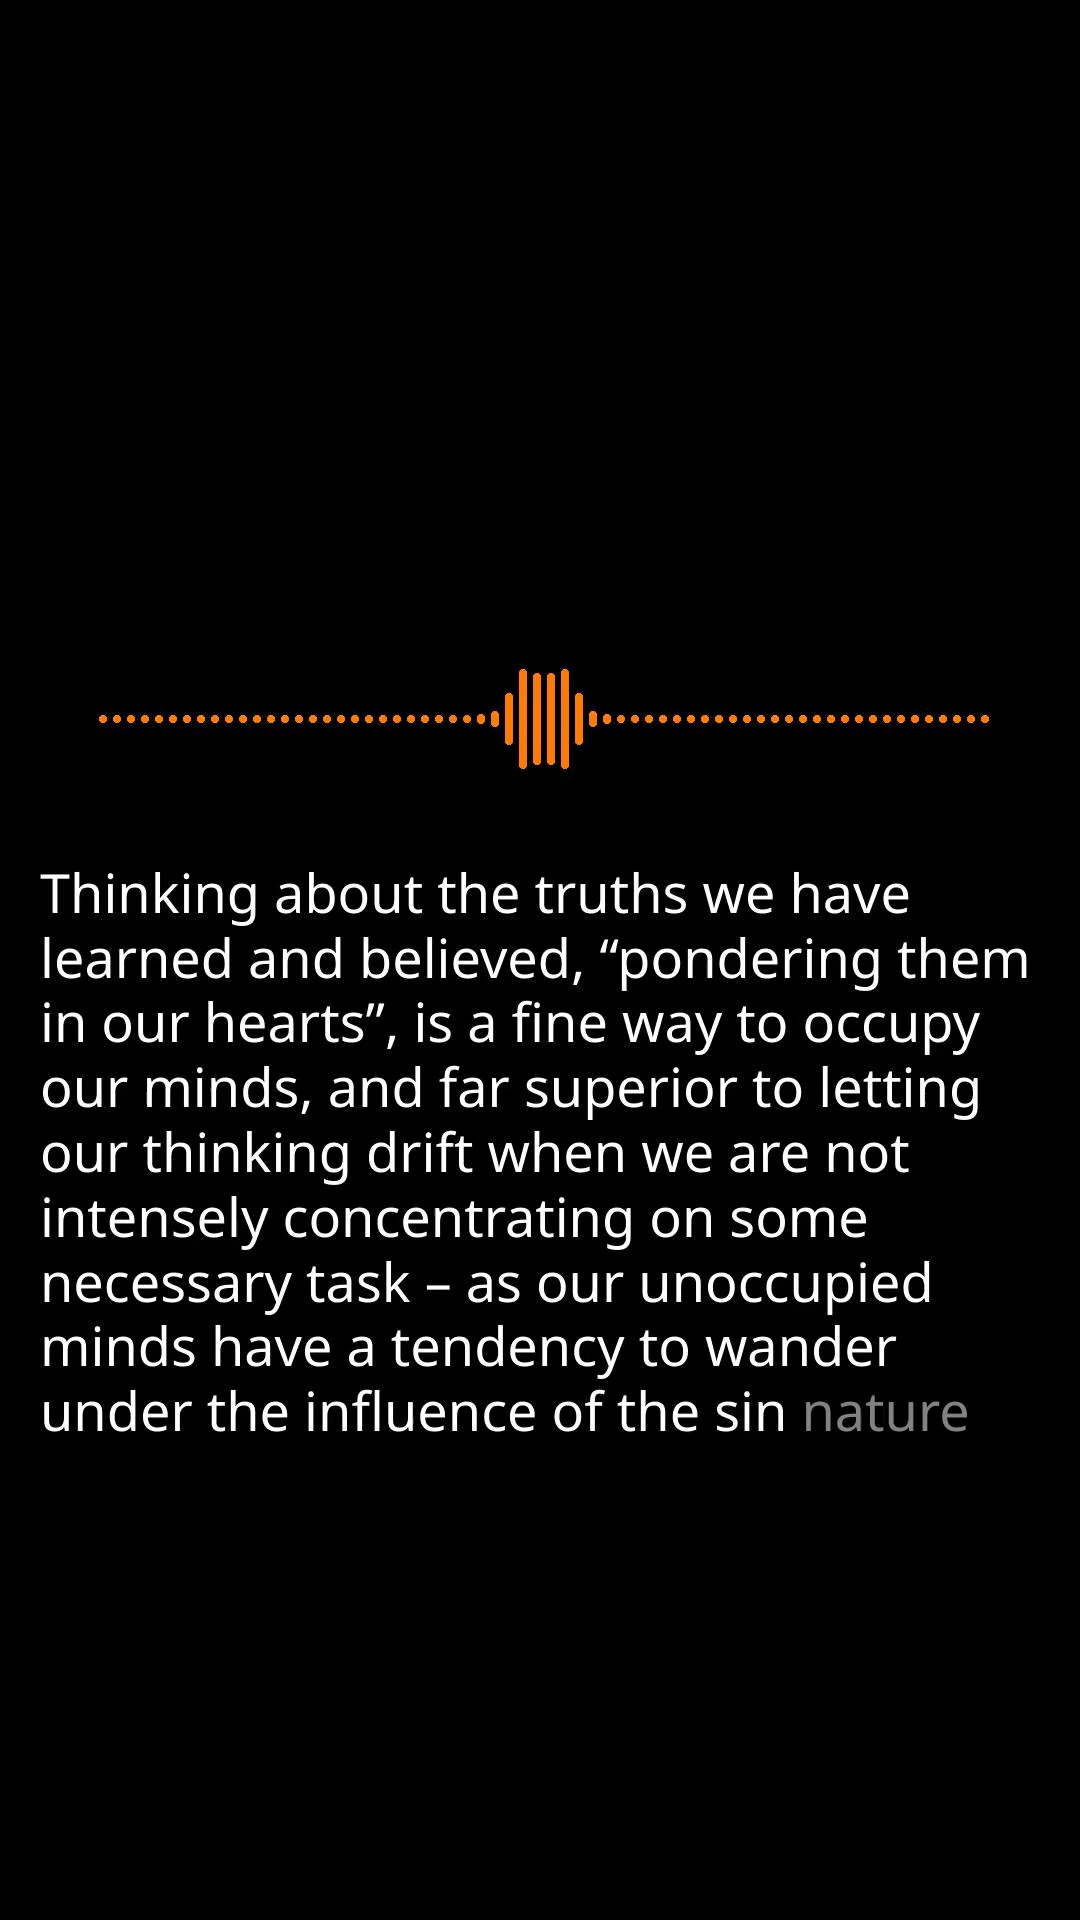 Thinking about the truths we have
learned and believed, “pondering them
in our hearts”, is a fine way to occupy
our minds, and far superior to letting
our thinking drift when we are not
intensely concentrating on some
necessary task – as our unoccupied
minds have a tendency to wander
under the influence of the sin nature